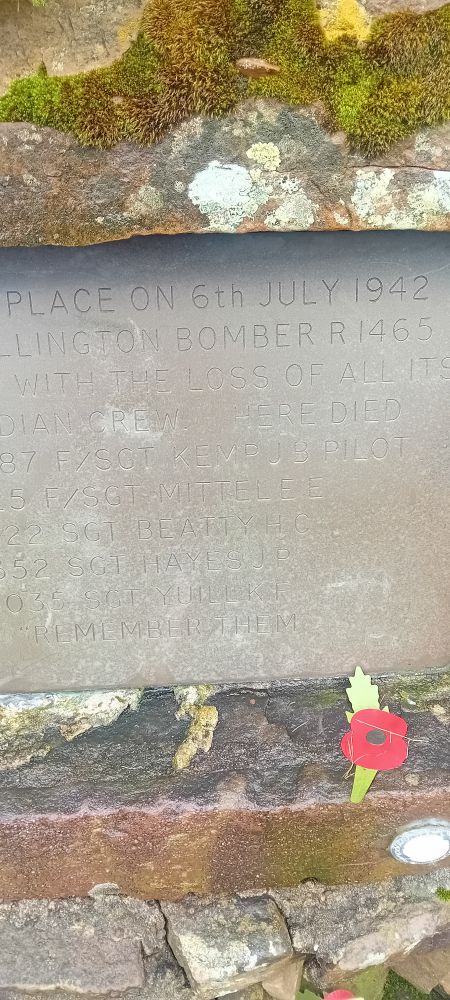 PLACE ON 6th JULY 1942
LLINGTON BOMBER R1465
WITH THE LOSS OF ALL ITS
DIAN CREW. HERE DIED
87 F/SGT KEMP J B PILOT
5 F/SGT MITTELL E E
22 SGT BEATTY H C
352 SGT HAYES J P
035 SGT YUILL K F
"REMEMBER THEM